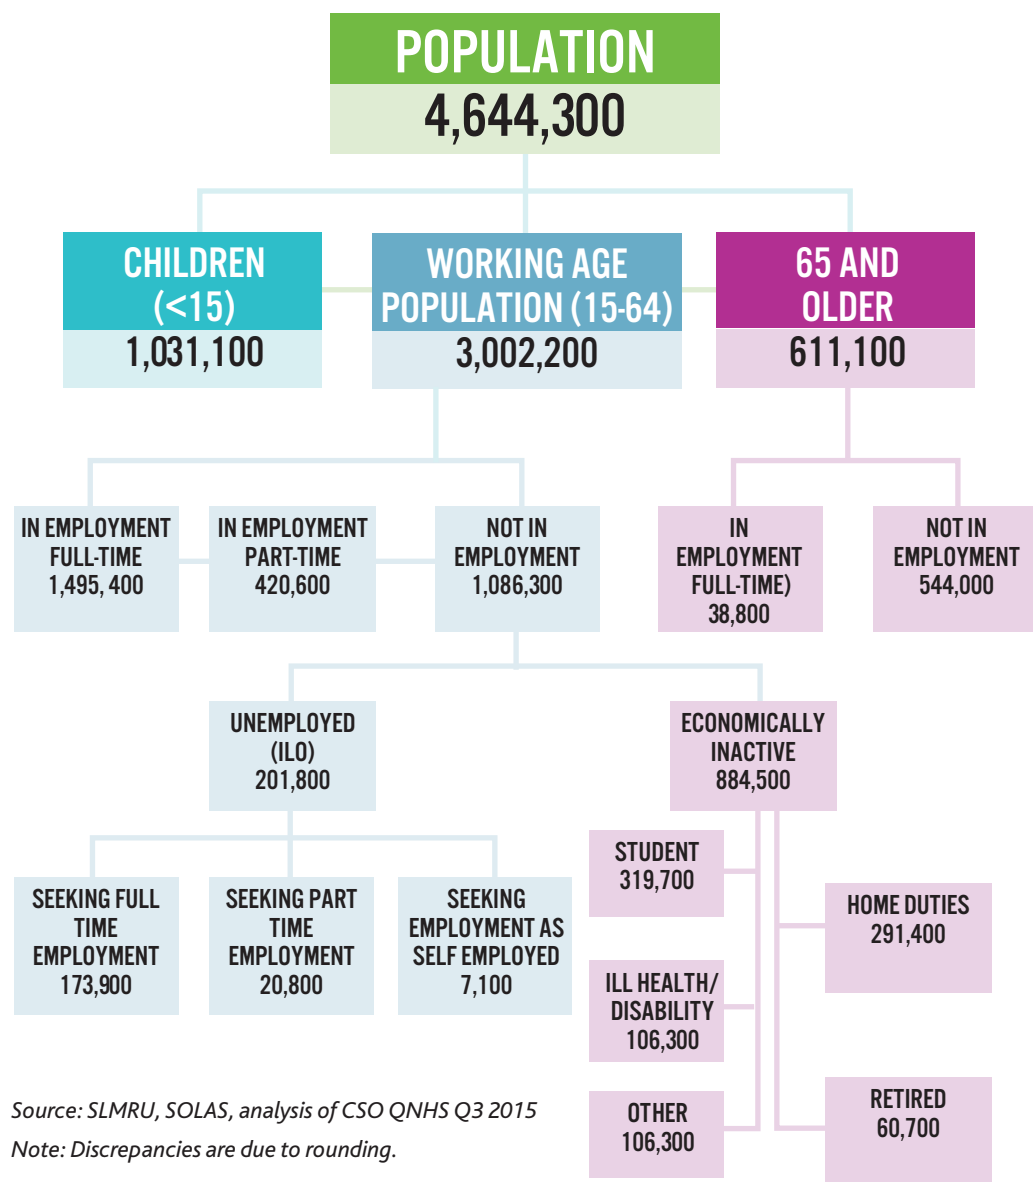 POPULATION
4,644,300
CHILDREN
(<15)
1,031,100
WORKING AGE
POPULATION (15-64)
3,002,200
65 AND
OLDER
611,100
IN EMPLOYMENT
FULL-TIME
1,495, 400
IN EMPLOYMENT
PART-TIME
420,600
NOT IN
EMPLOYMENT
1,086,300
IN
EMPLOYMENT
FULL-TIME)
38,800
NOT IN
EMPLOYMENT
544,000
UNEMPLOYED
(ILO)
201,800
ECONOMICALLY
INACTIVE
884,500
SEEKING FULL
TIME
EMPLOYMENT
173,900
SEEKING PART
TIME
EMPLOYMENT
20,800
SEEKING
EMPLOYMENT AS
SELF EMPLOYED
7,100
STUDENT
319,700
HOME DUTIES
291,400
ILL HEALTH/
DISABILITY
106,300
OTHER
106,300
RETIRED
60,700
Source: SLMRU, SOLAS, analysis of CSO QNHS Q3 2015
Note: Discrepancies are due to rounding.